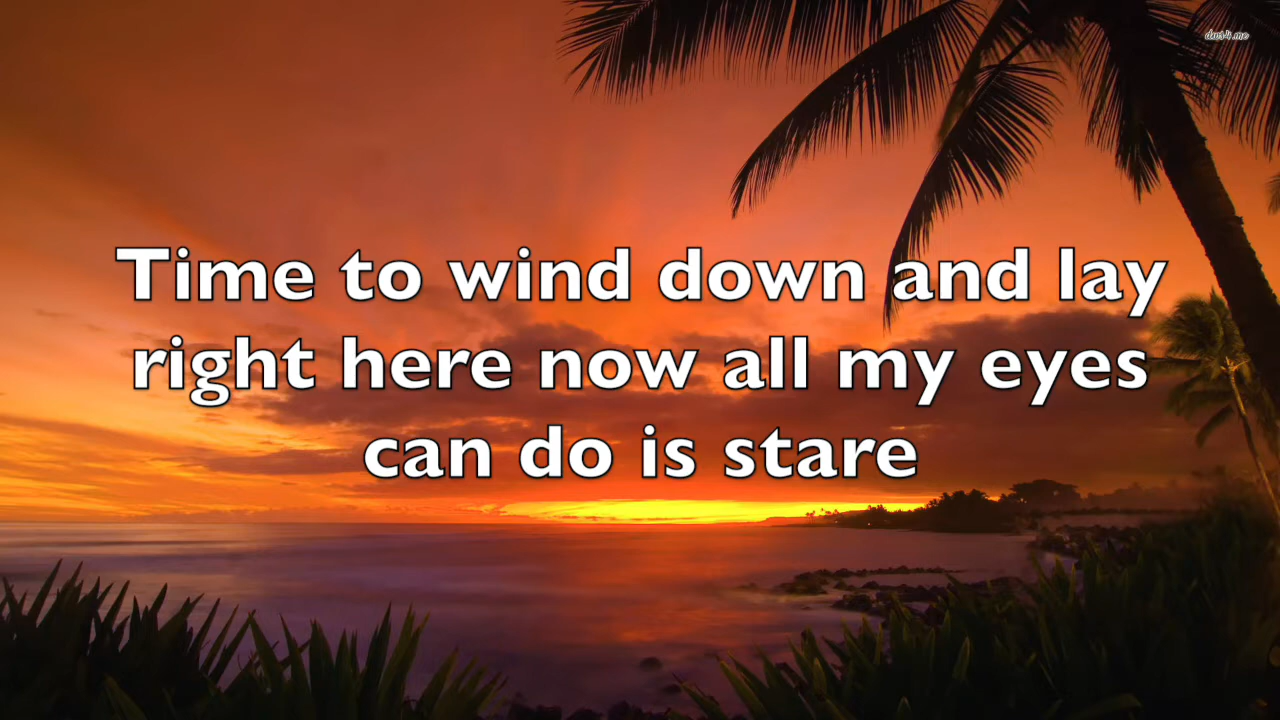 Time to wind down and lay
right here now all my eyes
can do is stare